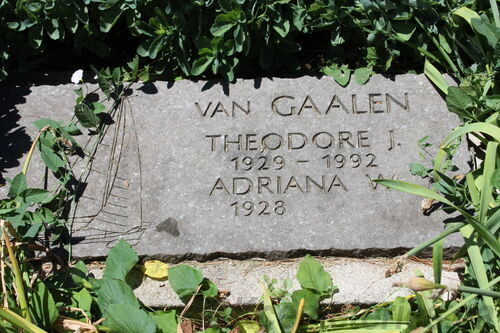 VAN GAALEN
THEODORE J.
1929 – 1992
ADRIANA W.
1928